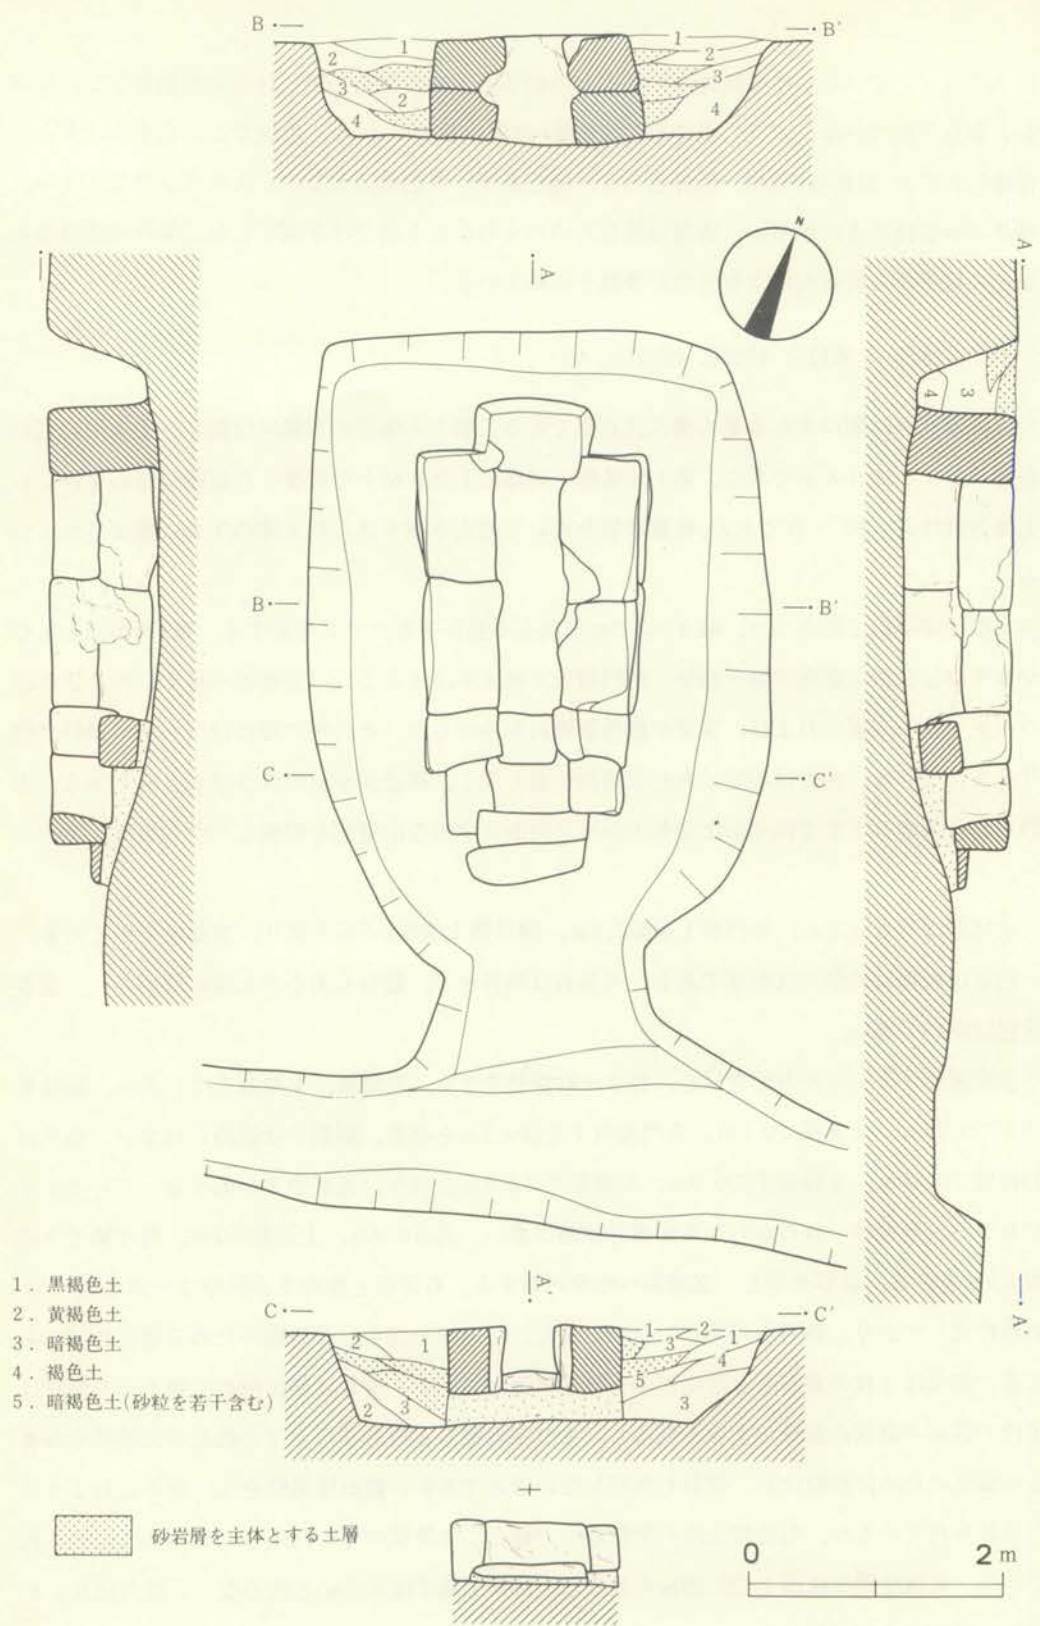 B B'
1 1
2 2
3 3
2
4 4
N
A A
3
4
B B'
C C'
1. 黒褐色土
2. 黄褐色土
3. 暗褐色土
4. 褐色土
5. 暗褐色土(砂粒を若干含む)
A' A'
C C'
2 1 1 2 1
3 4
5
2 3 3
砂岩屑を主体とする土層
0 2m